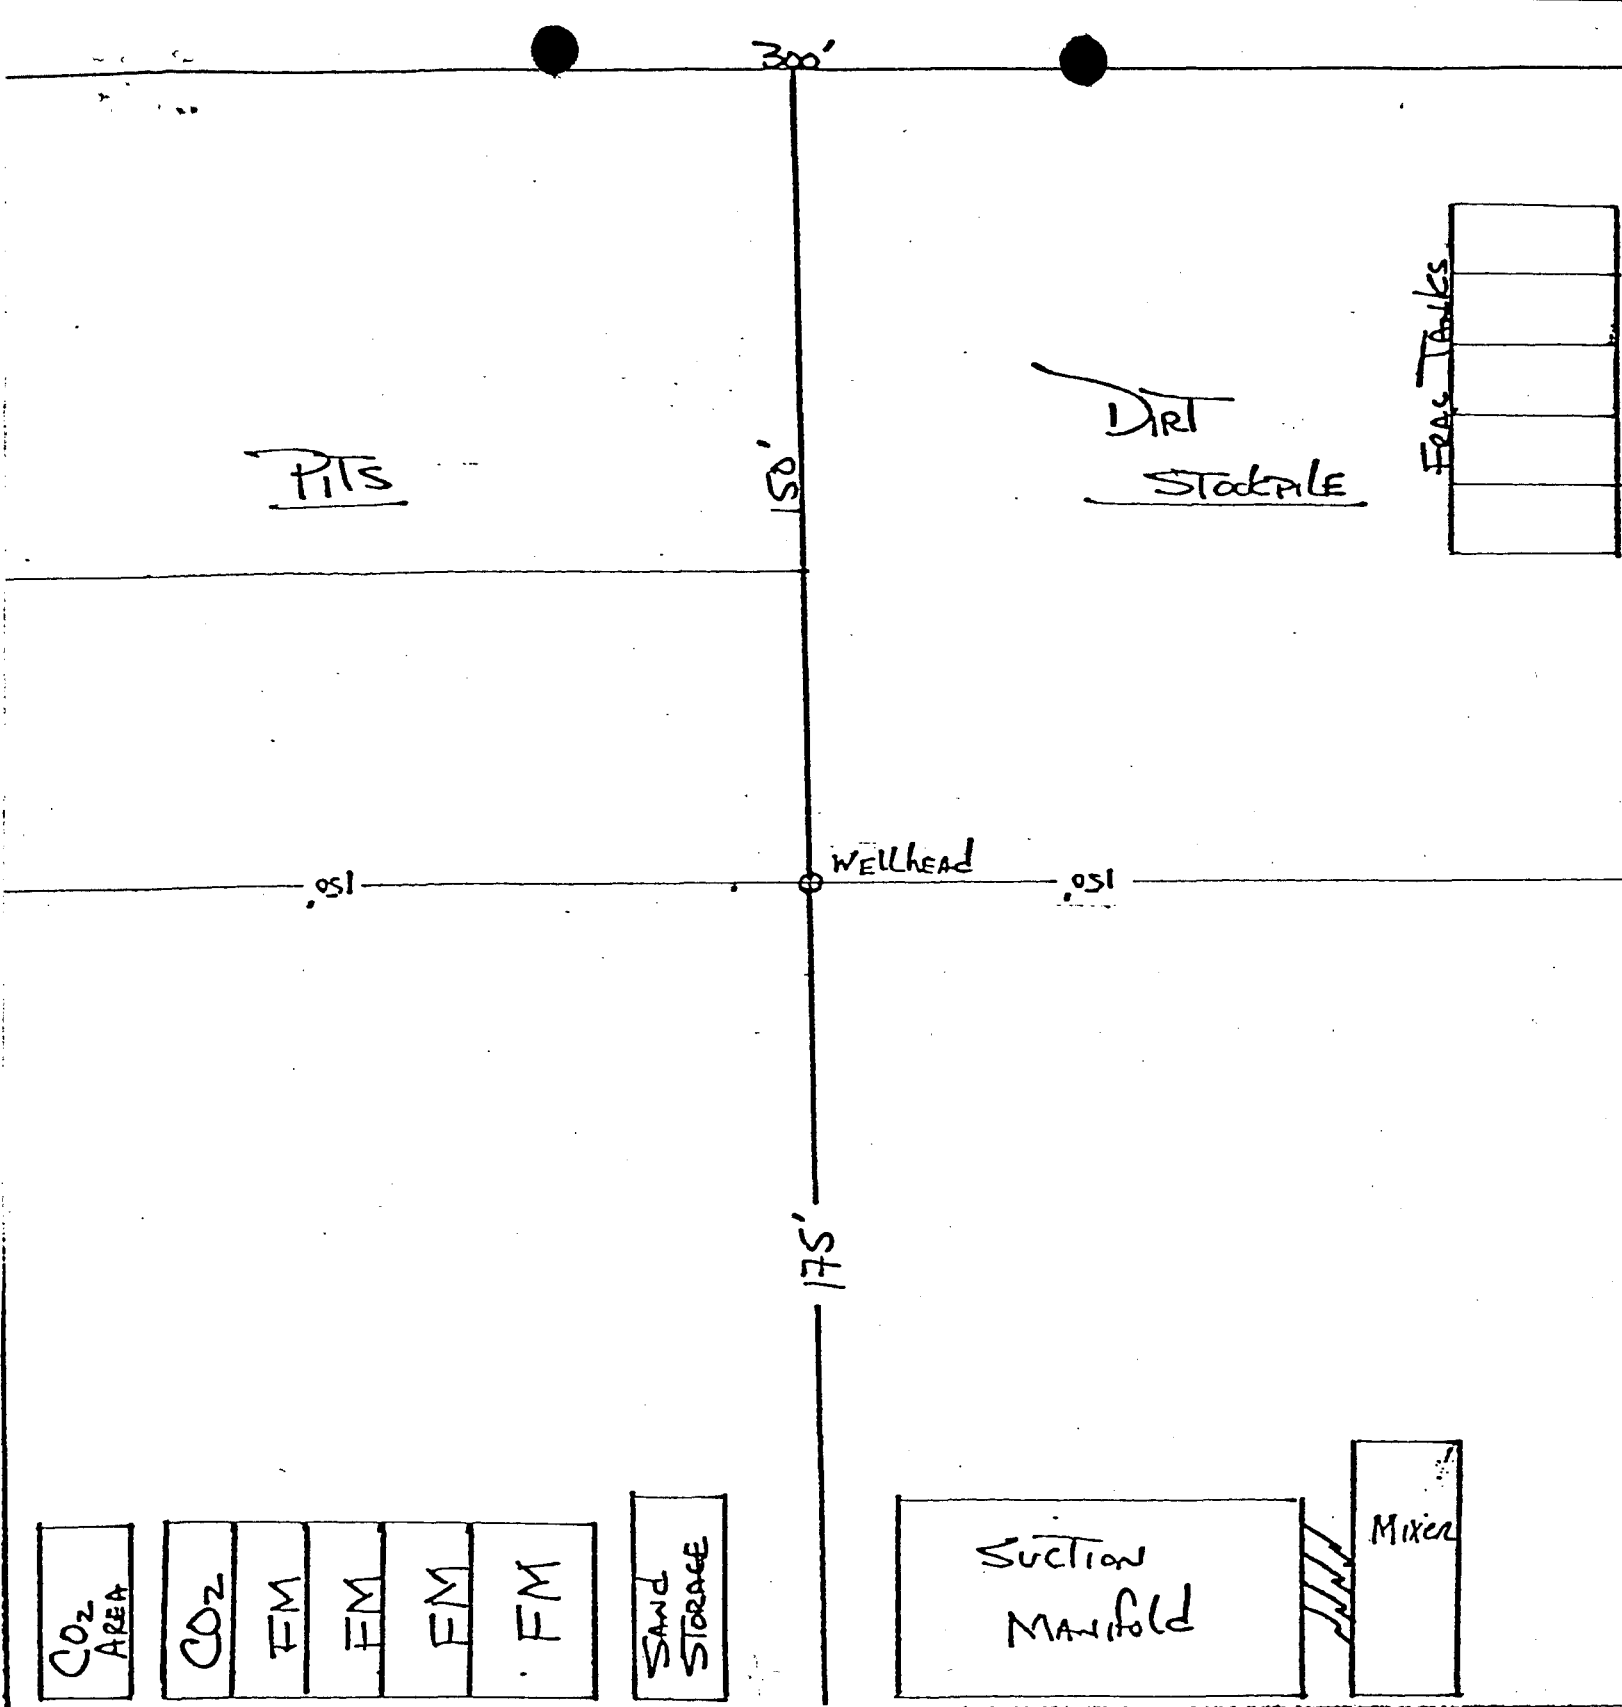 300'
PITS
150'
DIRT
STOCKPILE
FRAC TANKS
WELLHEAD
150'
150'
175'
CO2
AREA
CO2
FM
FM
FM
FM
SAND
STORAGE
SUCTION
MANIFOLD
MIXER